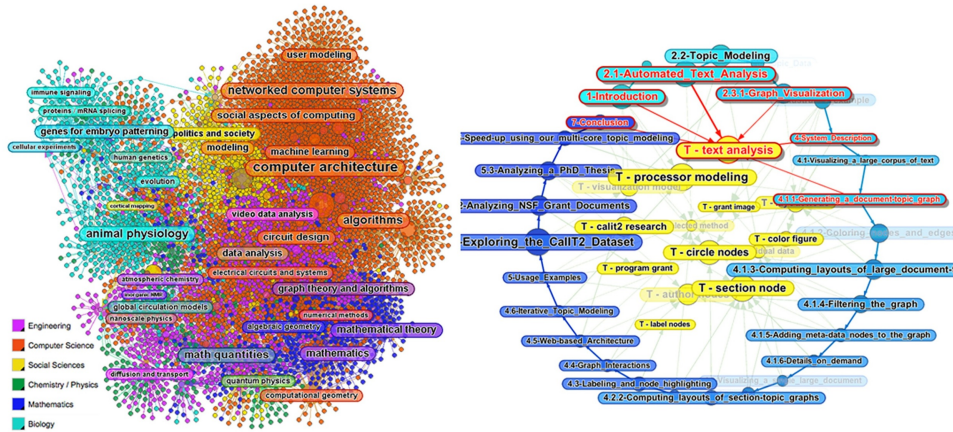 user modeling
networked computer systems
immune signaling
social aspects of computing
proteins - mRNA splicing
genes for embryo patterning
politics and society
cellular experiments
modeling
machine learning
human genetics
computer architecture
evolution
cortical mapping
video data analysis
algorithms
animal physiology
circuit design
data analysis
electrical circuits and systems
atmospheric chemistry
graph theory and algorithms
global circulation models
nanoscale physics
numerical methods
algebraic geometry
mathematical theory
math quantities
mathematics
diffusion and transport
quantum physics
computational geometry
Engineering
Computer Science
Social Sciences
Chemistry / Physics
Mathematics
Biology
2.2-Topic_Modeling
2.1-Automated_Text_Analysis
1-Introduction
2.3.1-Graph_Visualization
7-Conclusion
-Speed-up_using_our_multi-core_topic_modeling
4-System_Description
T - text analysis
4.1-Visualizing_a_large_corpus_of_text
5.3-Analyzing_a_PhD_Thesis
T - processor modeling
T - visualization model
4.1.1-Generating_a_document-topic_graph
2-Analyzing_NSF_Grant_Documents
T - grant image
T - calit2 research
T - color figure
Exploring_the_CalIT2_Dataset
T - circle nodes
T - program grant
4.1.3-Computing_layouts_of_large_document-t
5-Usage_Examples
T - section node
4.1.4-Filtering_the_graph
4.6-Iterative_Topic_Modeling
T - label nodes
4.5-Web-based_Architecture
4.1.5-Adding_meta-data_nodes_to_the_graph
4.4-Graph_Interactions
4.1.6-Details_on_demand
4.3-Labeling_and_node_highlighting
4.2.2-Computing_layouts_of_section-topic_graphs